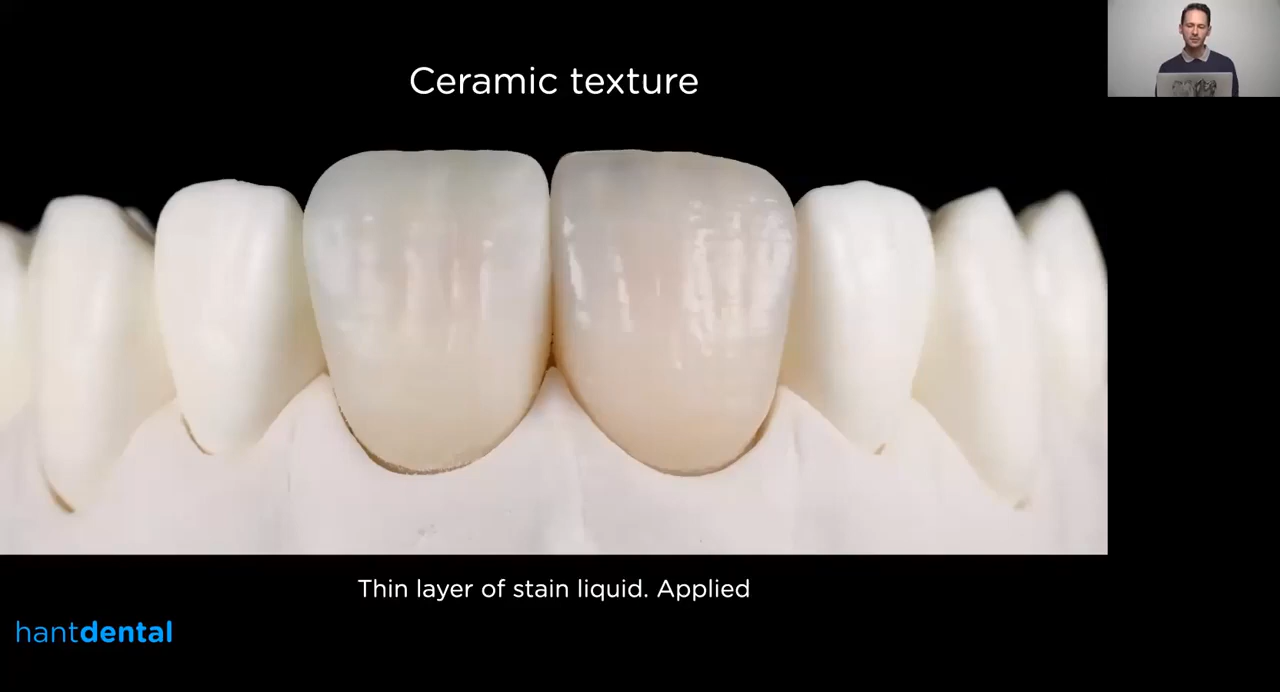 Ceramic texture
Thin layer of stain liquid. Applied
hantdental